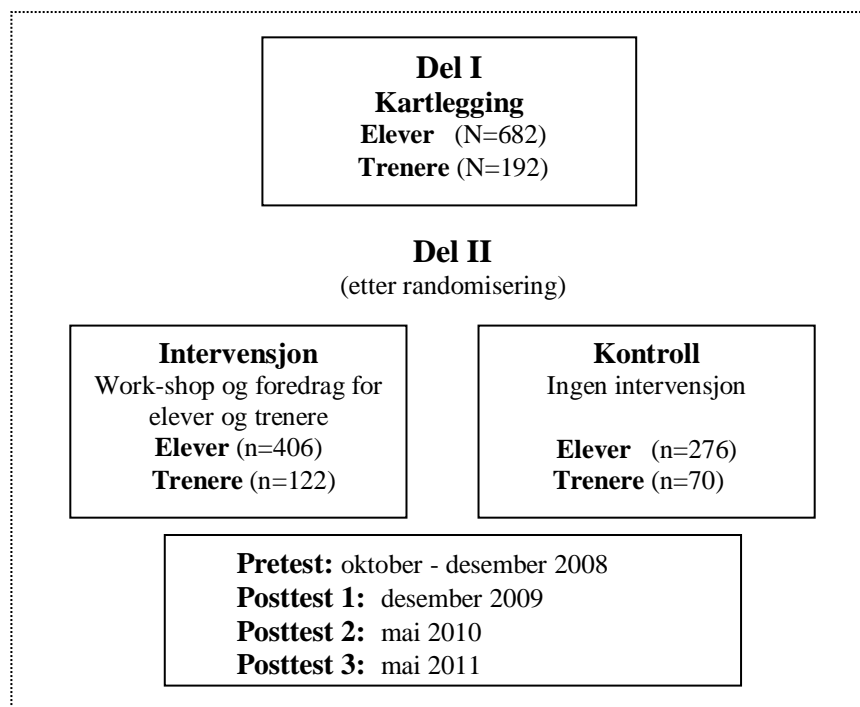 Del I
Kartlegging
Elever (N=682)
Trenere (N=192)
Del II
(etter randomisering)
Intervensjon
Work-shop og foredrag for
elever og trenere
Elever (n=406)
Trenere (n=122)
Kontroll
Ingen intervensjon
Elever (n=276)
Trenere (n=70)
Pretest: oktober - desember 2008
Posttest 1: desember 2009
Posttest 2: mai 2010
Posttest 3: mai 2011